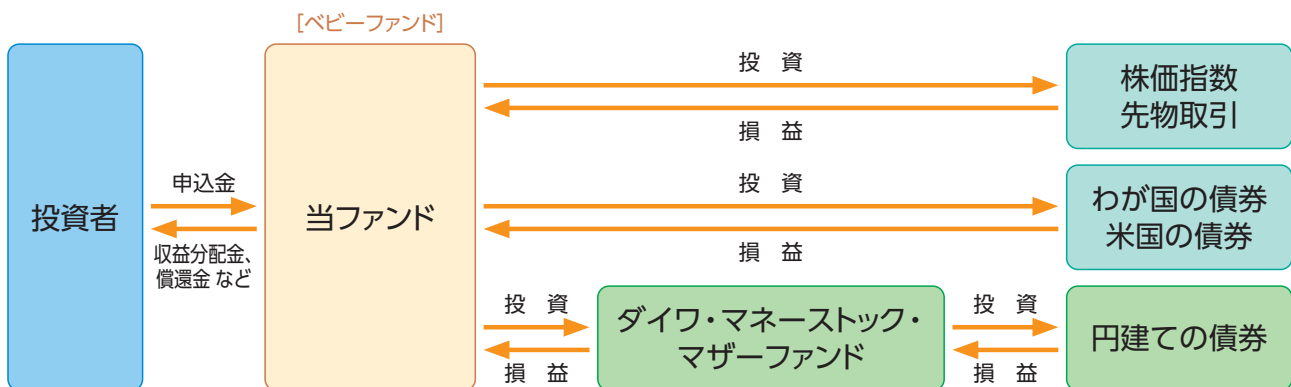 [ベビーファンド]
投資者
申込金
収益分配金、
償還金 など
当ファンド
投 資
損 益
株価指数
先物取引
投 資
損 益
わが国の債券
米国の債券
投 資
損 益
ダイワ・マネーストック・
マザーファンド
投 資
損 益
円建ての債券